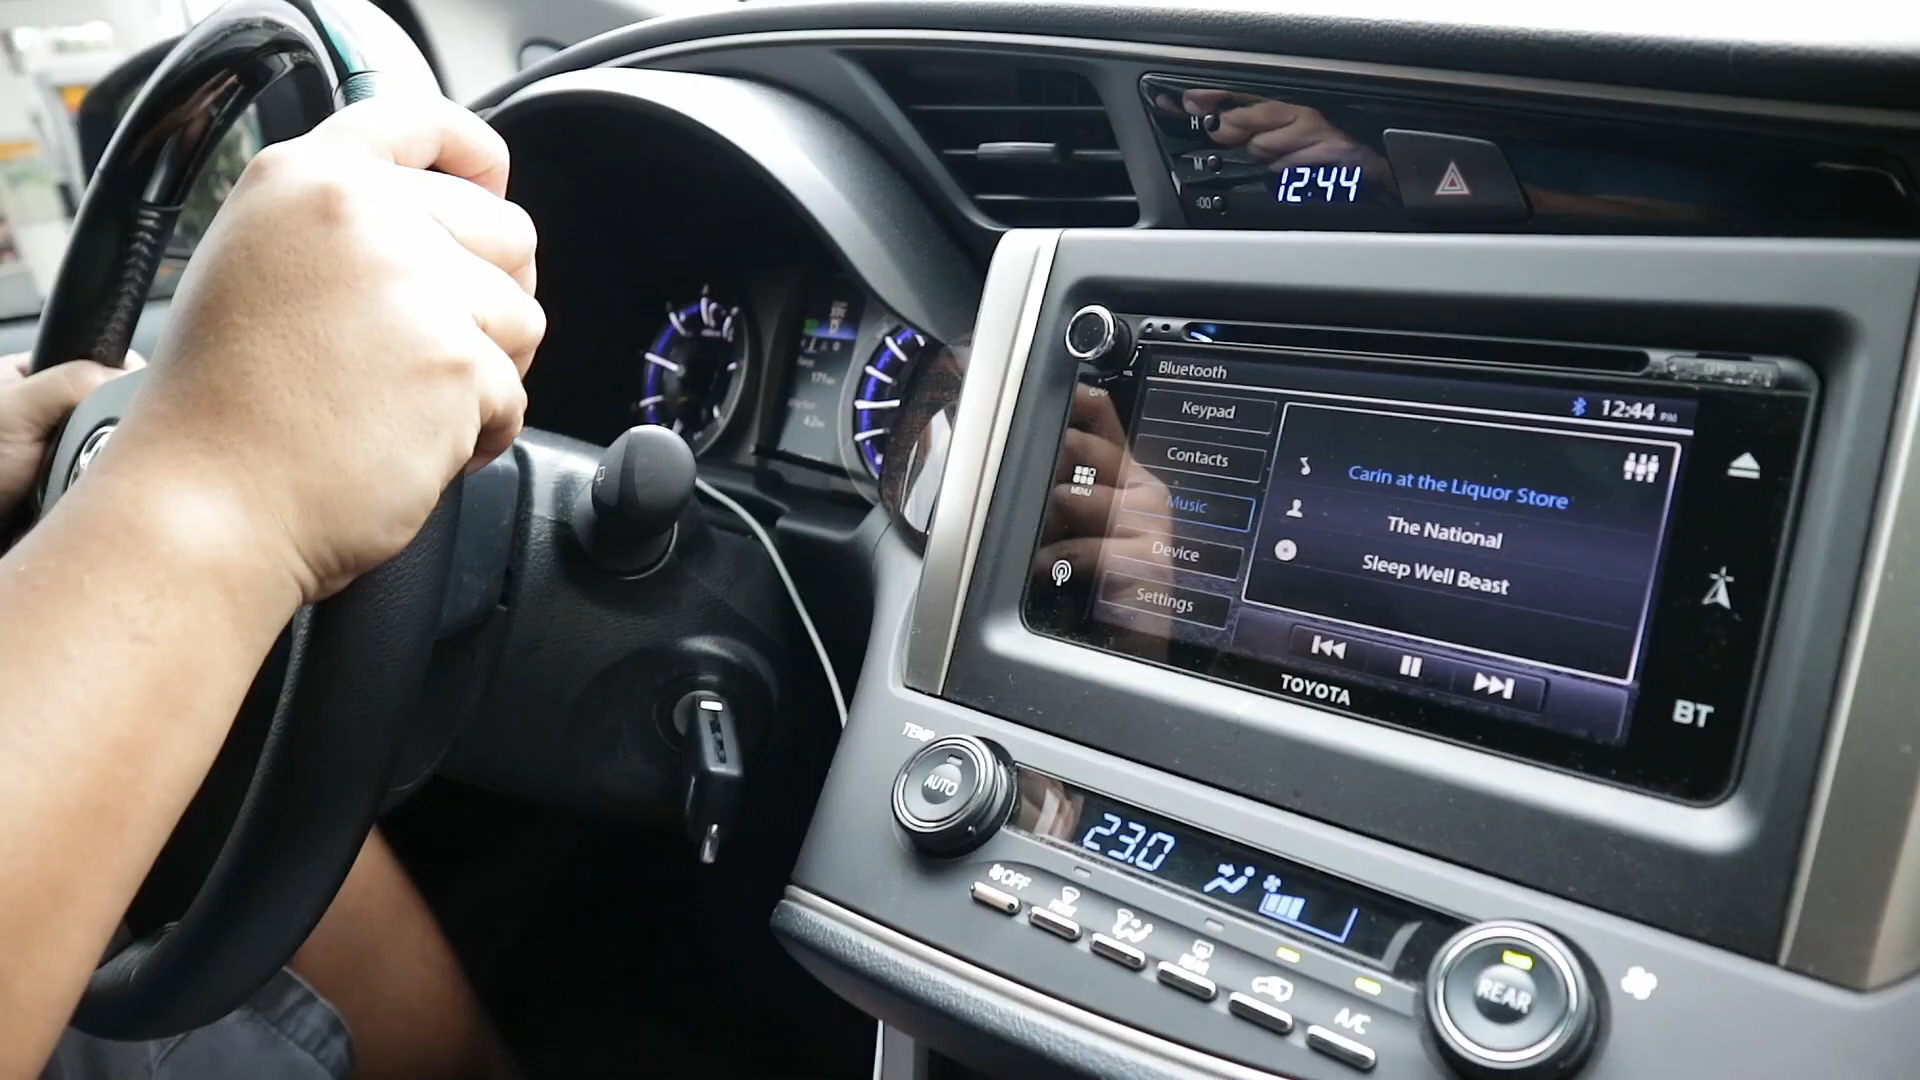 H
M
:00
12:44
Bluetooth
12:44 PM
Keypad
Contacts
Music
Device
Settings
Carin at the Liquor Store
The National
Sleep Well Beast
MENU
BT
TOYOTA
TEMP
AUTO
23.0
OFF
A/C
REAR